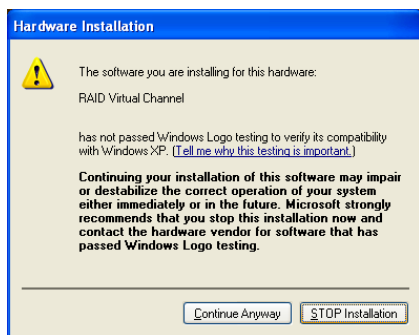 Hardware Installation
The software you are installing for this hardware:
RAID Virtual Channel
has not passed Windows Logo testing to verify its compatibility
with Windows XP. (Tell me why this testing is important.)
Continuing your installation of this software may impair
or destabilize the correct operation of your system
either immediately or in the future. Microsoft strongly
recommends that you stop this installation now and
contact the hardware vendor for software that has
passed Windows Logo testing.
Continue Anyway
STOP Installation